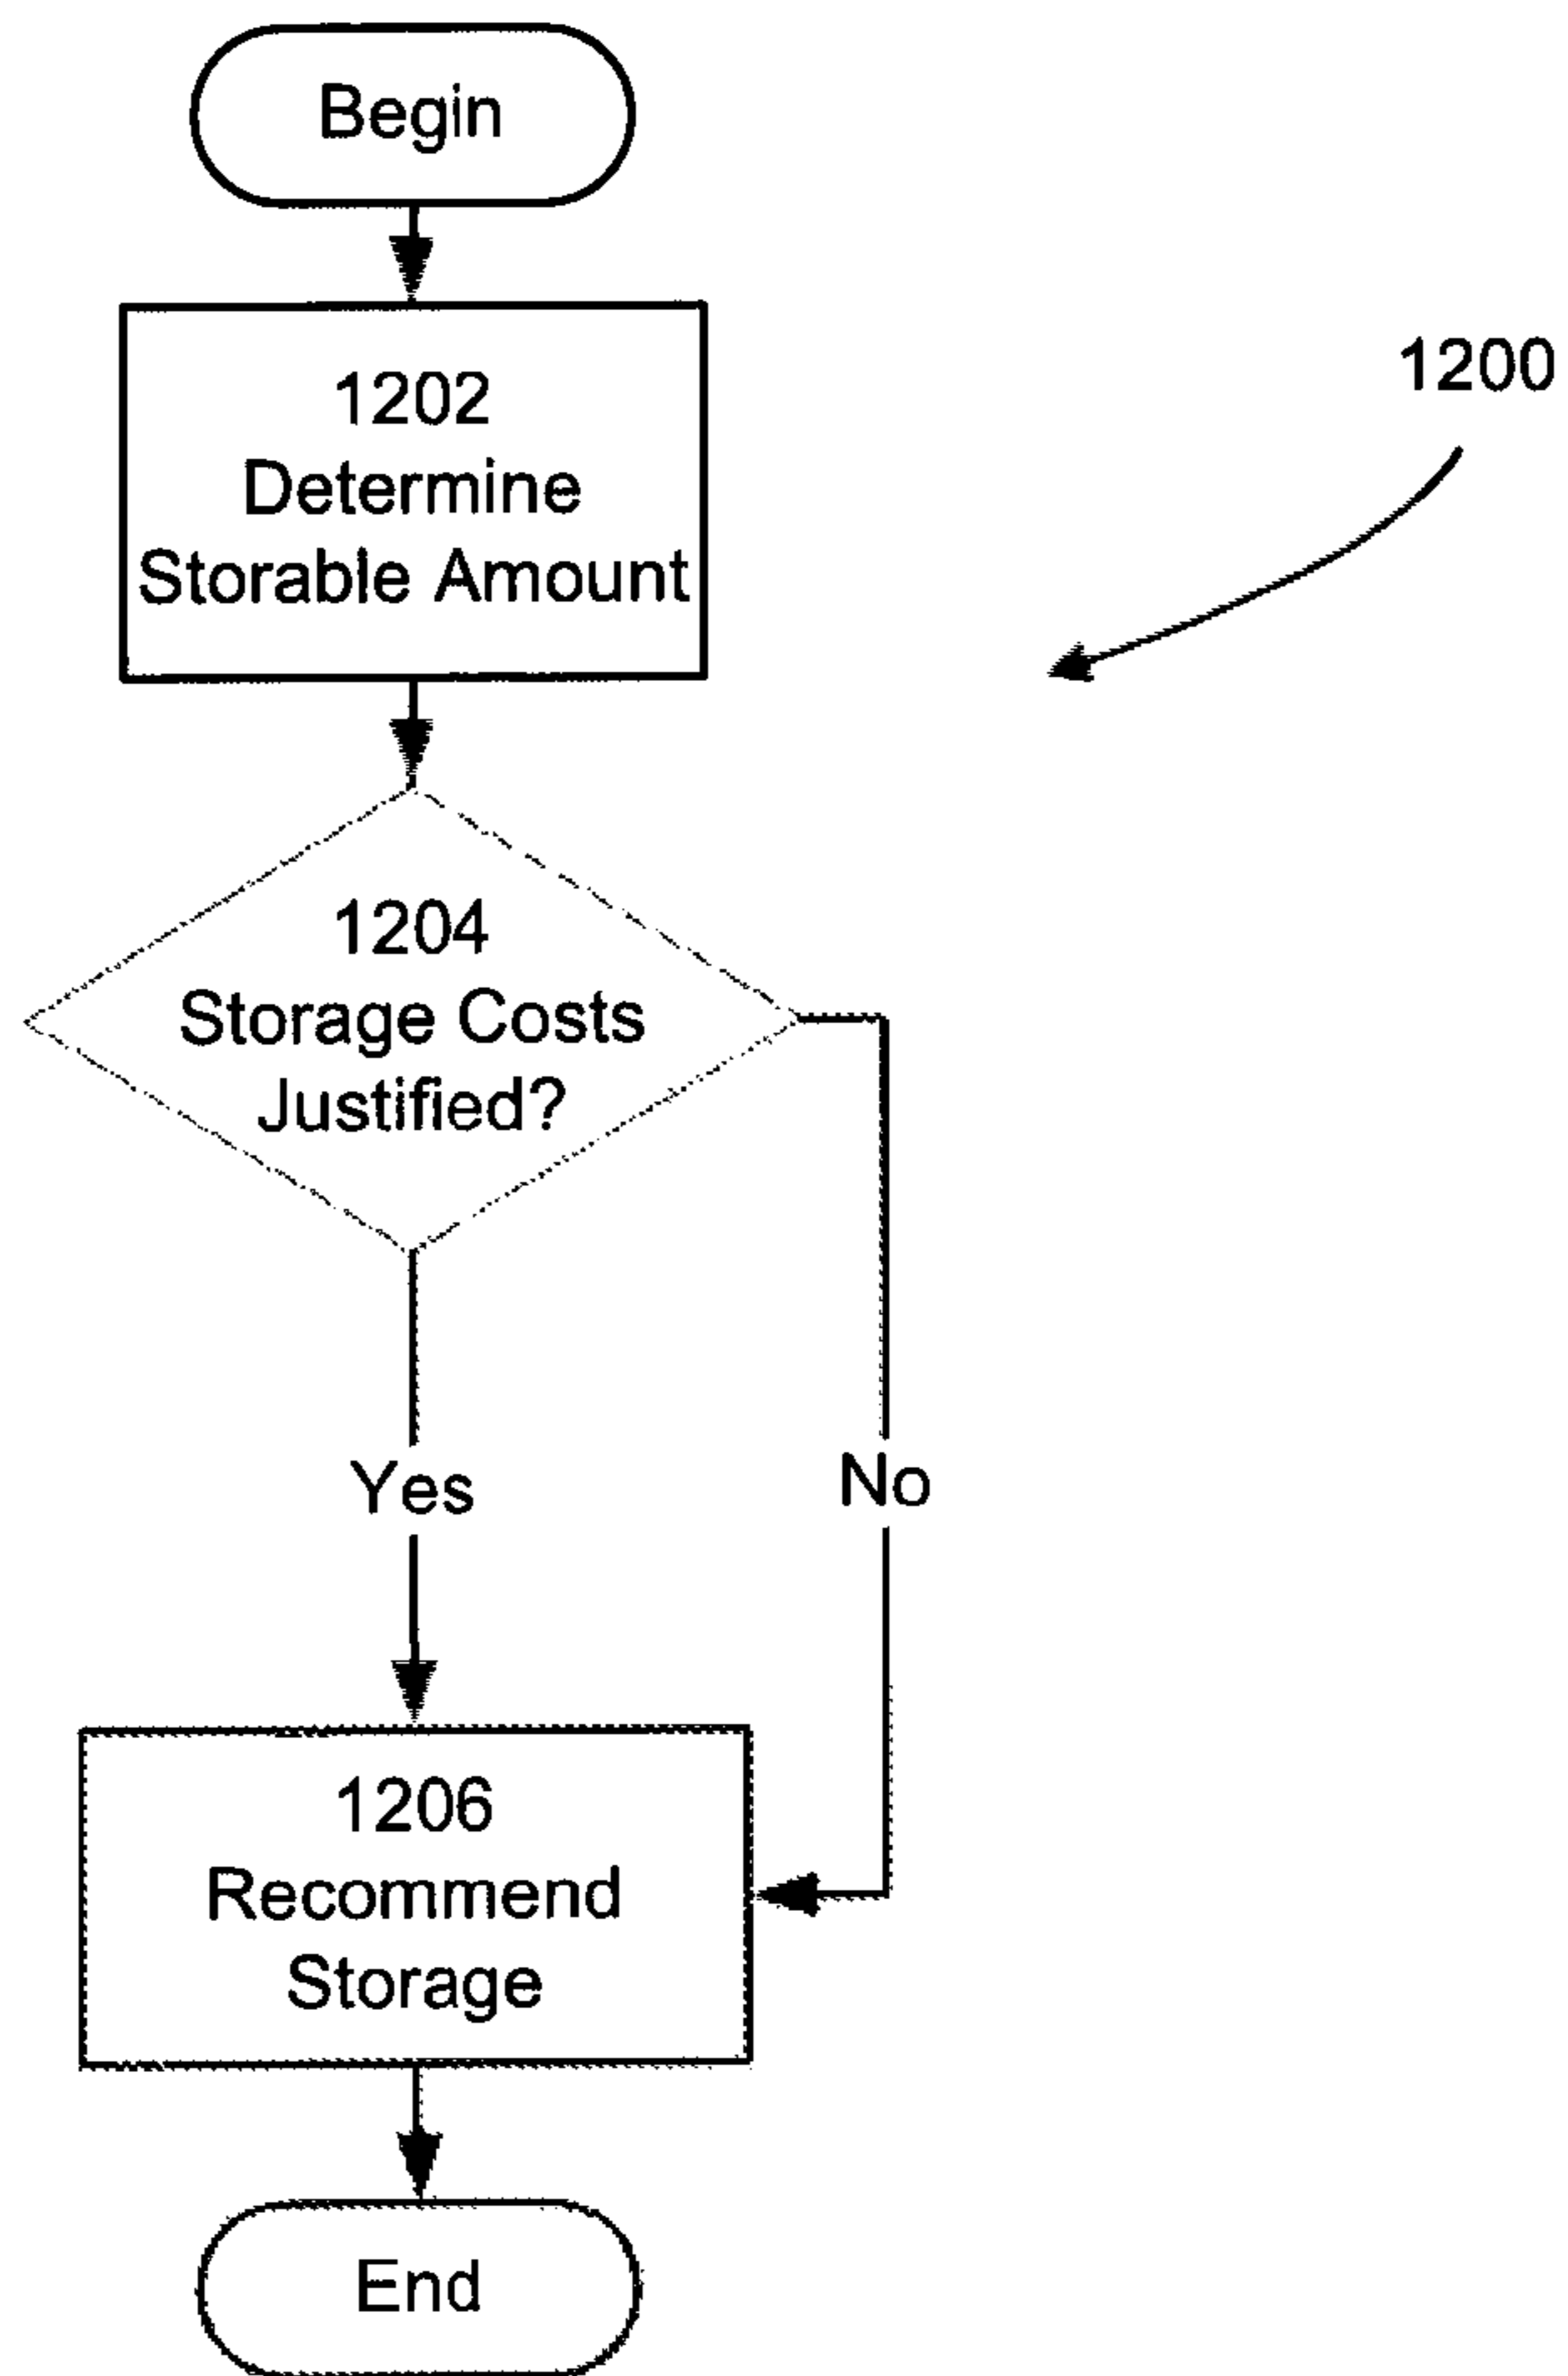 Begin
1200
1202
Determine
Storable Amount
1204
Storage Costs
Justified?
Yes
No
1206
Recommend
Storage
End